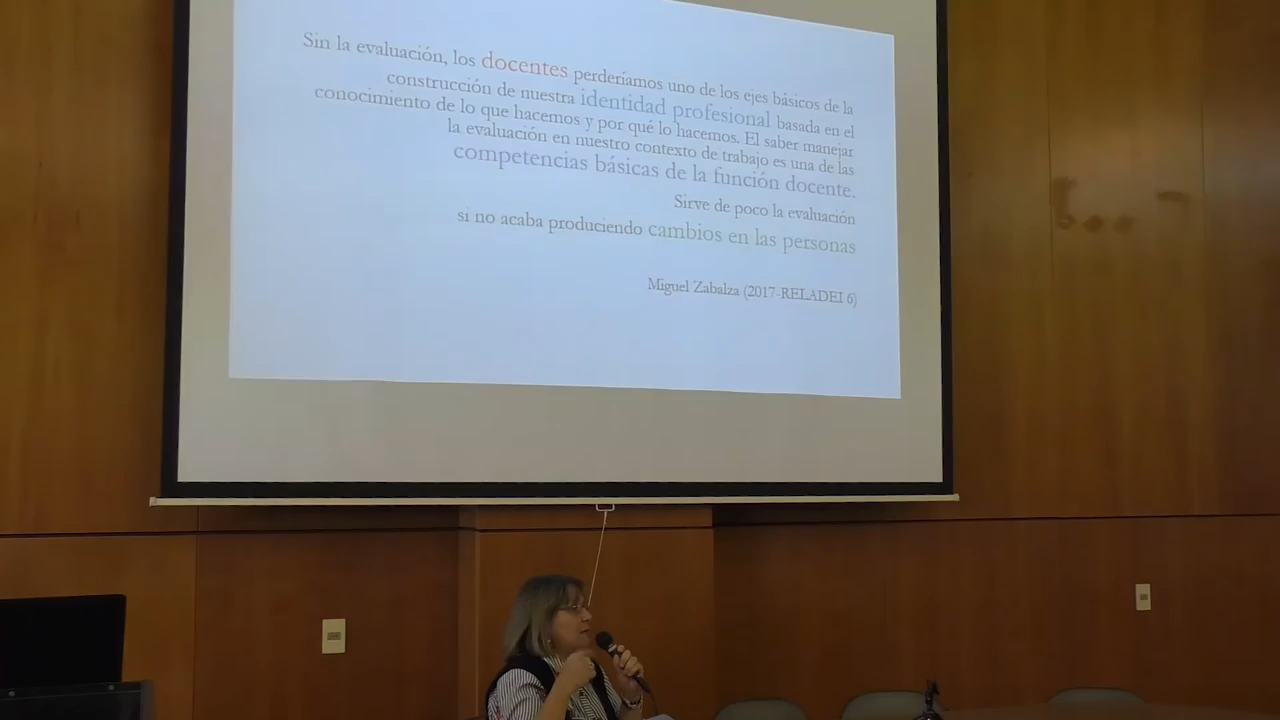 Sin la evaluación, los docentes perderíamos uno de los ejes básicos de la
construcción de nuestra identidad profesional basada en el
conocimiento de lo que hacemos y por qué lo hacemos. El saber manejar
la evaluación en nuestro contexto de trabajo es una de las
competencias básicas de la función docente.
Sirve de poco la evaluación
si no acaba produciendo cambios en las personas
Miguel Zabalza (2017-RELADEI 6)